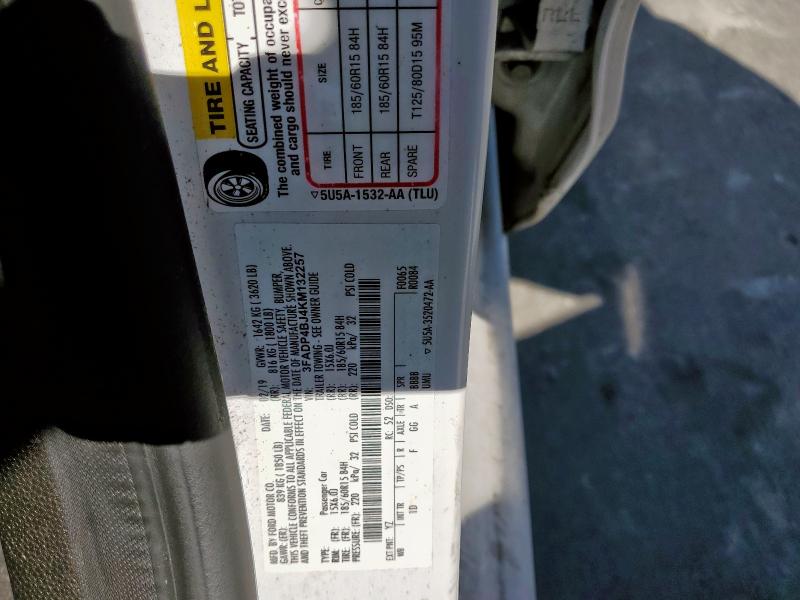 TIRE AND L
SEATING CAPACITY
TO
The combined weight of occupa
and cargo should never exc
TIRE SIZE
FRONT 185/60R15 84H
REAR 185/60R15 84H
SPARE T125/80D15 95M
5U5A-1532-AA (TLU)
MFD. BY FORD MOTOR CO.
DATE: 02/19 GVWR: 1642 KG ( 3620 LB)
GAWR: (FR): 839 KG ( 1850 LB) (RR): 816 KG ( 1800 LB)
THIS VEHICLE CONFORMS TO ALL APPLICABLE FEDERAL MOTOR VEHICLE SAFETY, BUMPER,
AND THEFT PREVENTION STANDARDS IN EFFECT ON THE DATE OF MANUFACTURE SHOWN ABOVE.
VIN: 3FADP4BJ4KM132257
TYPE: Passenger Car TRAILER TOWING - SEE OWNER GUIDE
RIM: (FR): 15X6.0J (RR): 15X6.0J
TIRE: (FR): 185/60R15 84H (RR): 185/60R15 84H
PRESSURE (FR): 220 kPa/ 32 PSI COLD (RR): 220 kPa/ 32 PSI COLD
EXT PNT: YZ RC: 52 DSO: F0065
R0084
WB INT TR TP/PS R AXLE TR SPR
1D F GG A BBBB
UMU
5U5A-3520472-AA